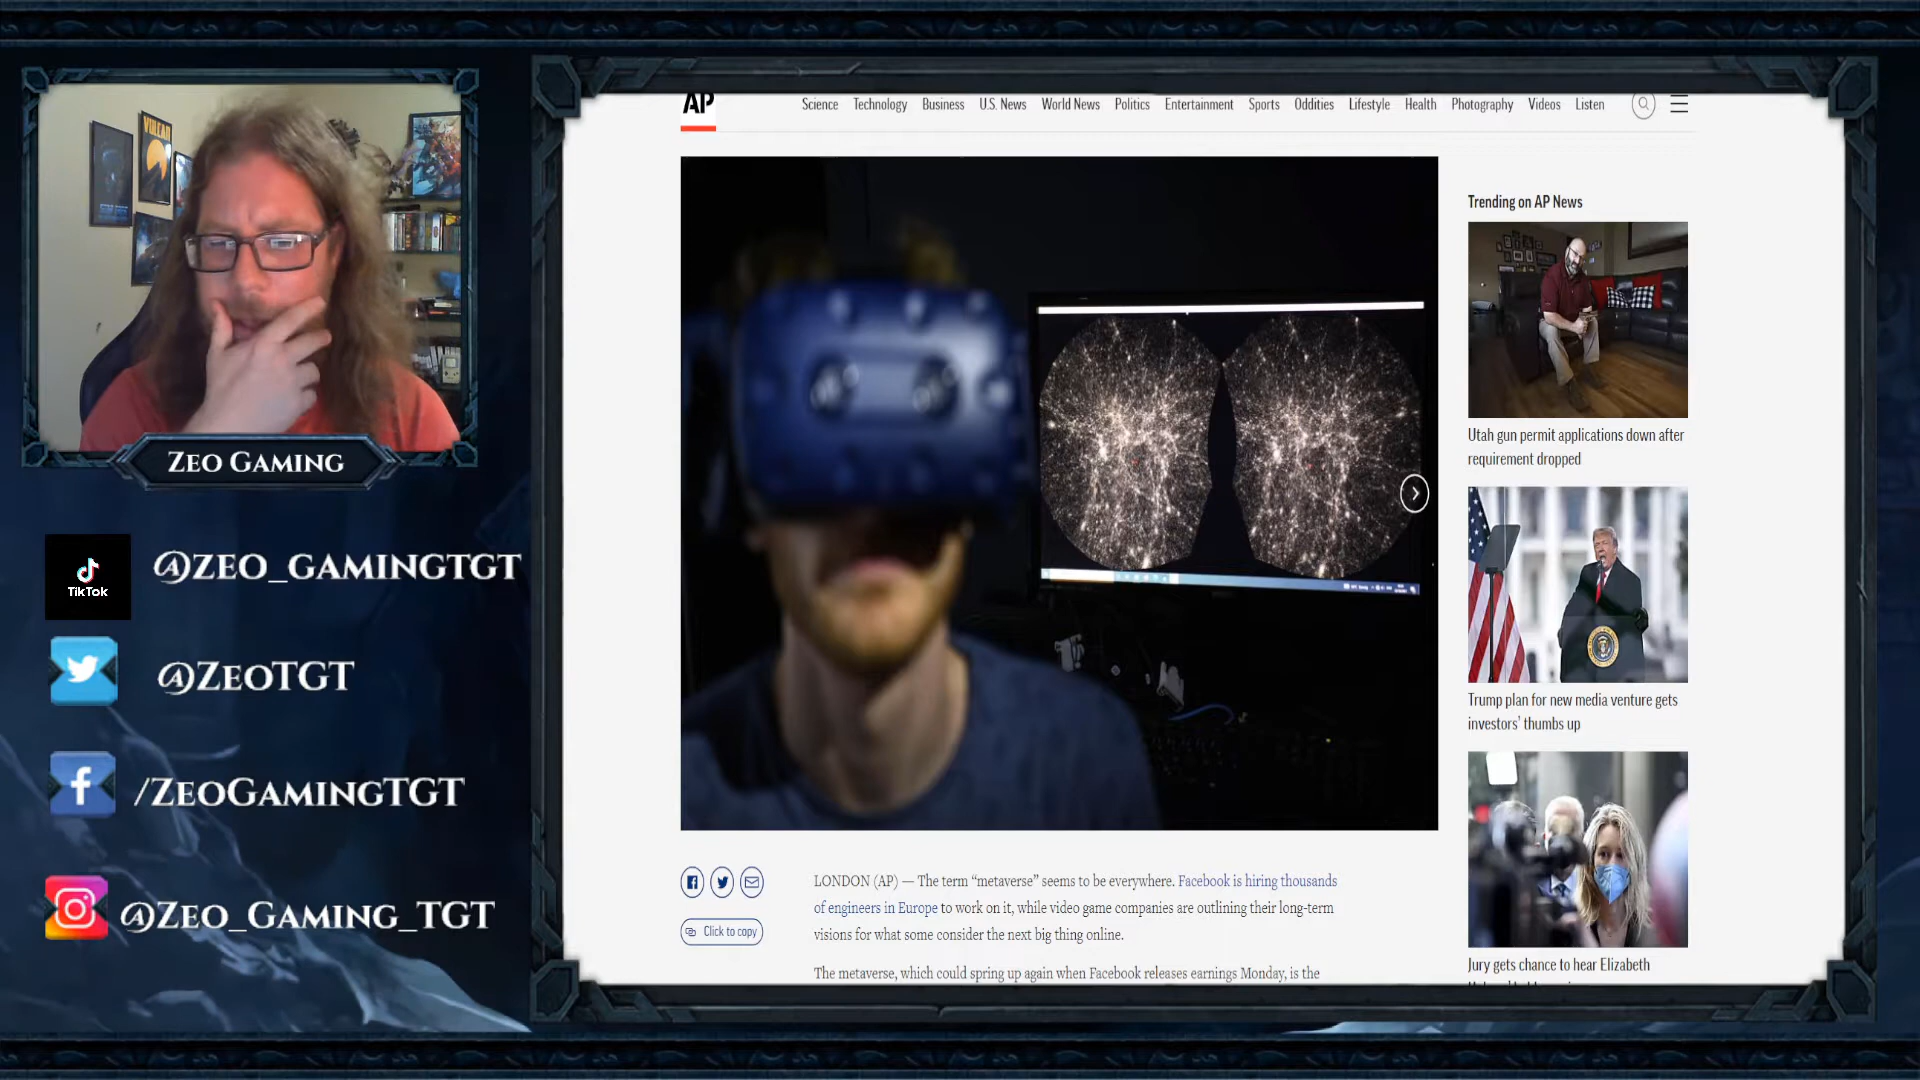 AP
Science Technology Business U.S. News World News Politics Entertainment Sports Oddities Lifestyle Health Photography Videos Listen
VULCAN
Zeo Gaming
TikTok
@zeo_gamingTGT
@ZeoTGT
/ZeoGamingTGT
@Zeo_Gaming_TGT
Trending on AP News
Utah gun permit applications down after
requirement dropped
Trump plan for new media venture gets
investors’ thumbs up
Jury gets chance to hear Elizabeth
Click to copy
LONDON (AP) — The term “metaverse” seems to be everywhere. Facebook is hiring thousands
of engineers in Europe to work on it, while video game companies are outlining their long-term
visions for what some consider the next big thing online.
The metaverse, which could spring up again when Facebook releases earnings Monday, is the